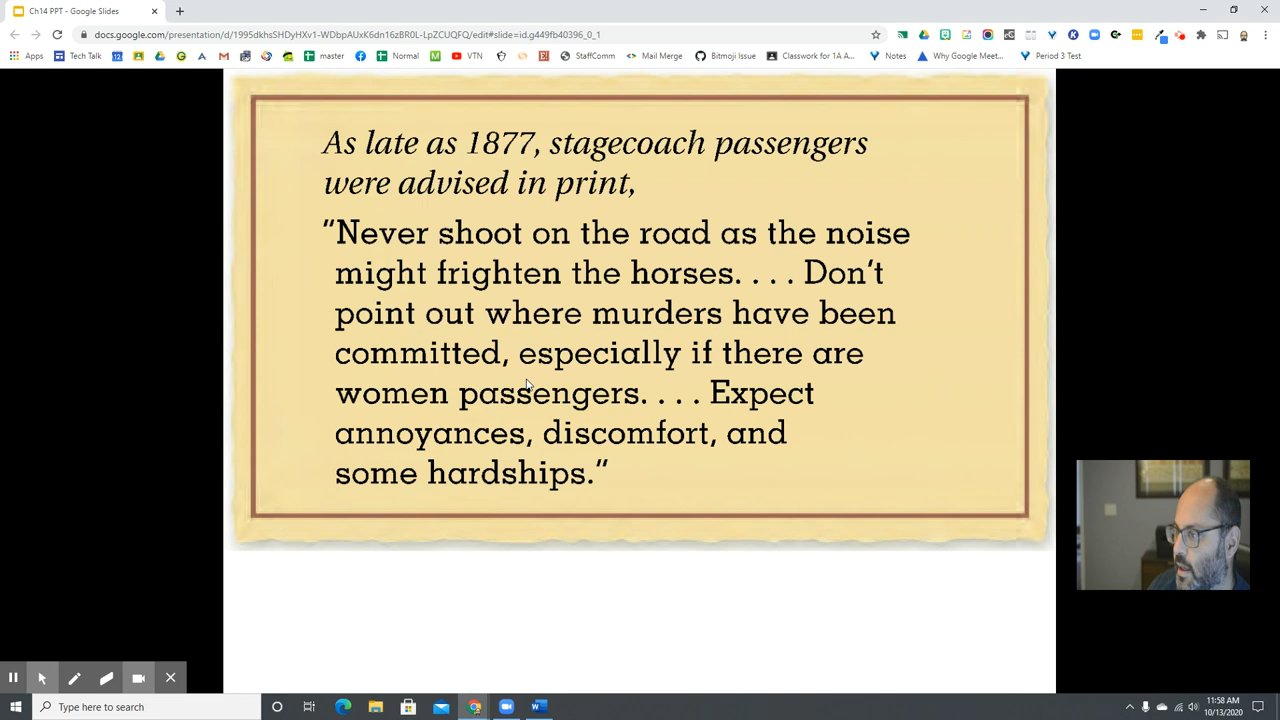 Ch14 PPT - Google Slides
docs.google.com/presentation/d/1995dkhsSHDyHXv1-WDbpAUxK6dn162R0L-LpZCUQFQ/edit#slide=id.g449fb40396_0_1
Apps Tech Talk master Normal VTN StaffComm Mail Merge Bitmoji Issue Classwork for 1A A... Notes Why Google Meet... Period 3 Test
As late as 1877, stagecoach passengers
were advised in print,
“Never shoot on the road as the noise
might frighten the horses. . . . Don’t
point out where murders have been
committed, especially if there are
women passengers. . . . Expect
annoyances, discomfort, and
some hardships.”
Type here to search
11:58 AM
10/13/2020